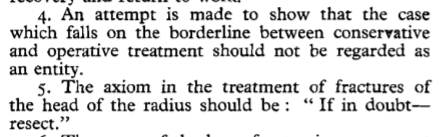 4. An attempt is made to show that the case
which falls on the borderline between conservative
and operative treatment should not be regarded as
an entity.
5. The axiom in the treatment of fractures of
the head of the radius should be : “ If in doubt—
resect.”